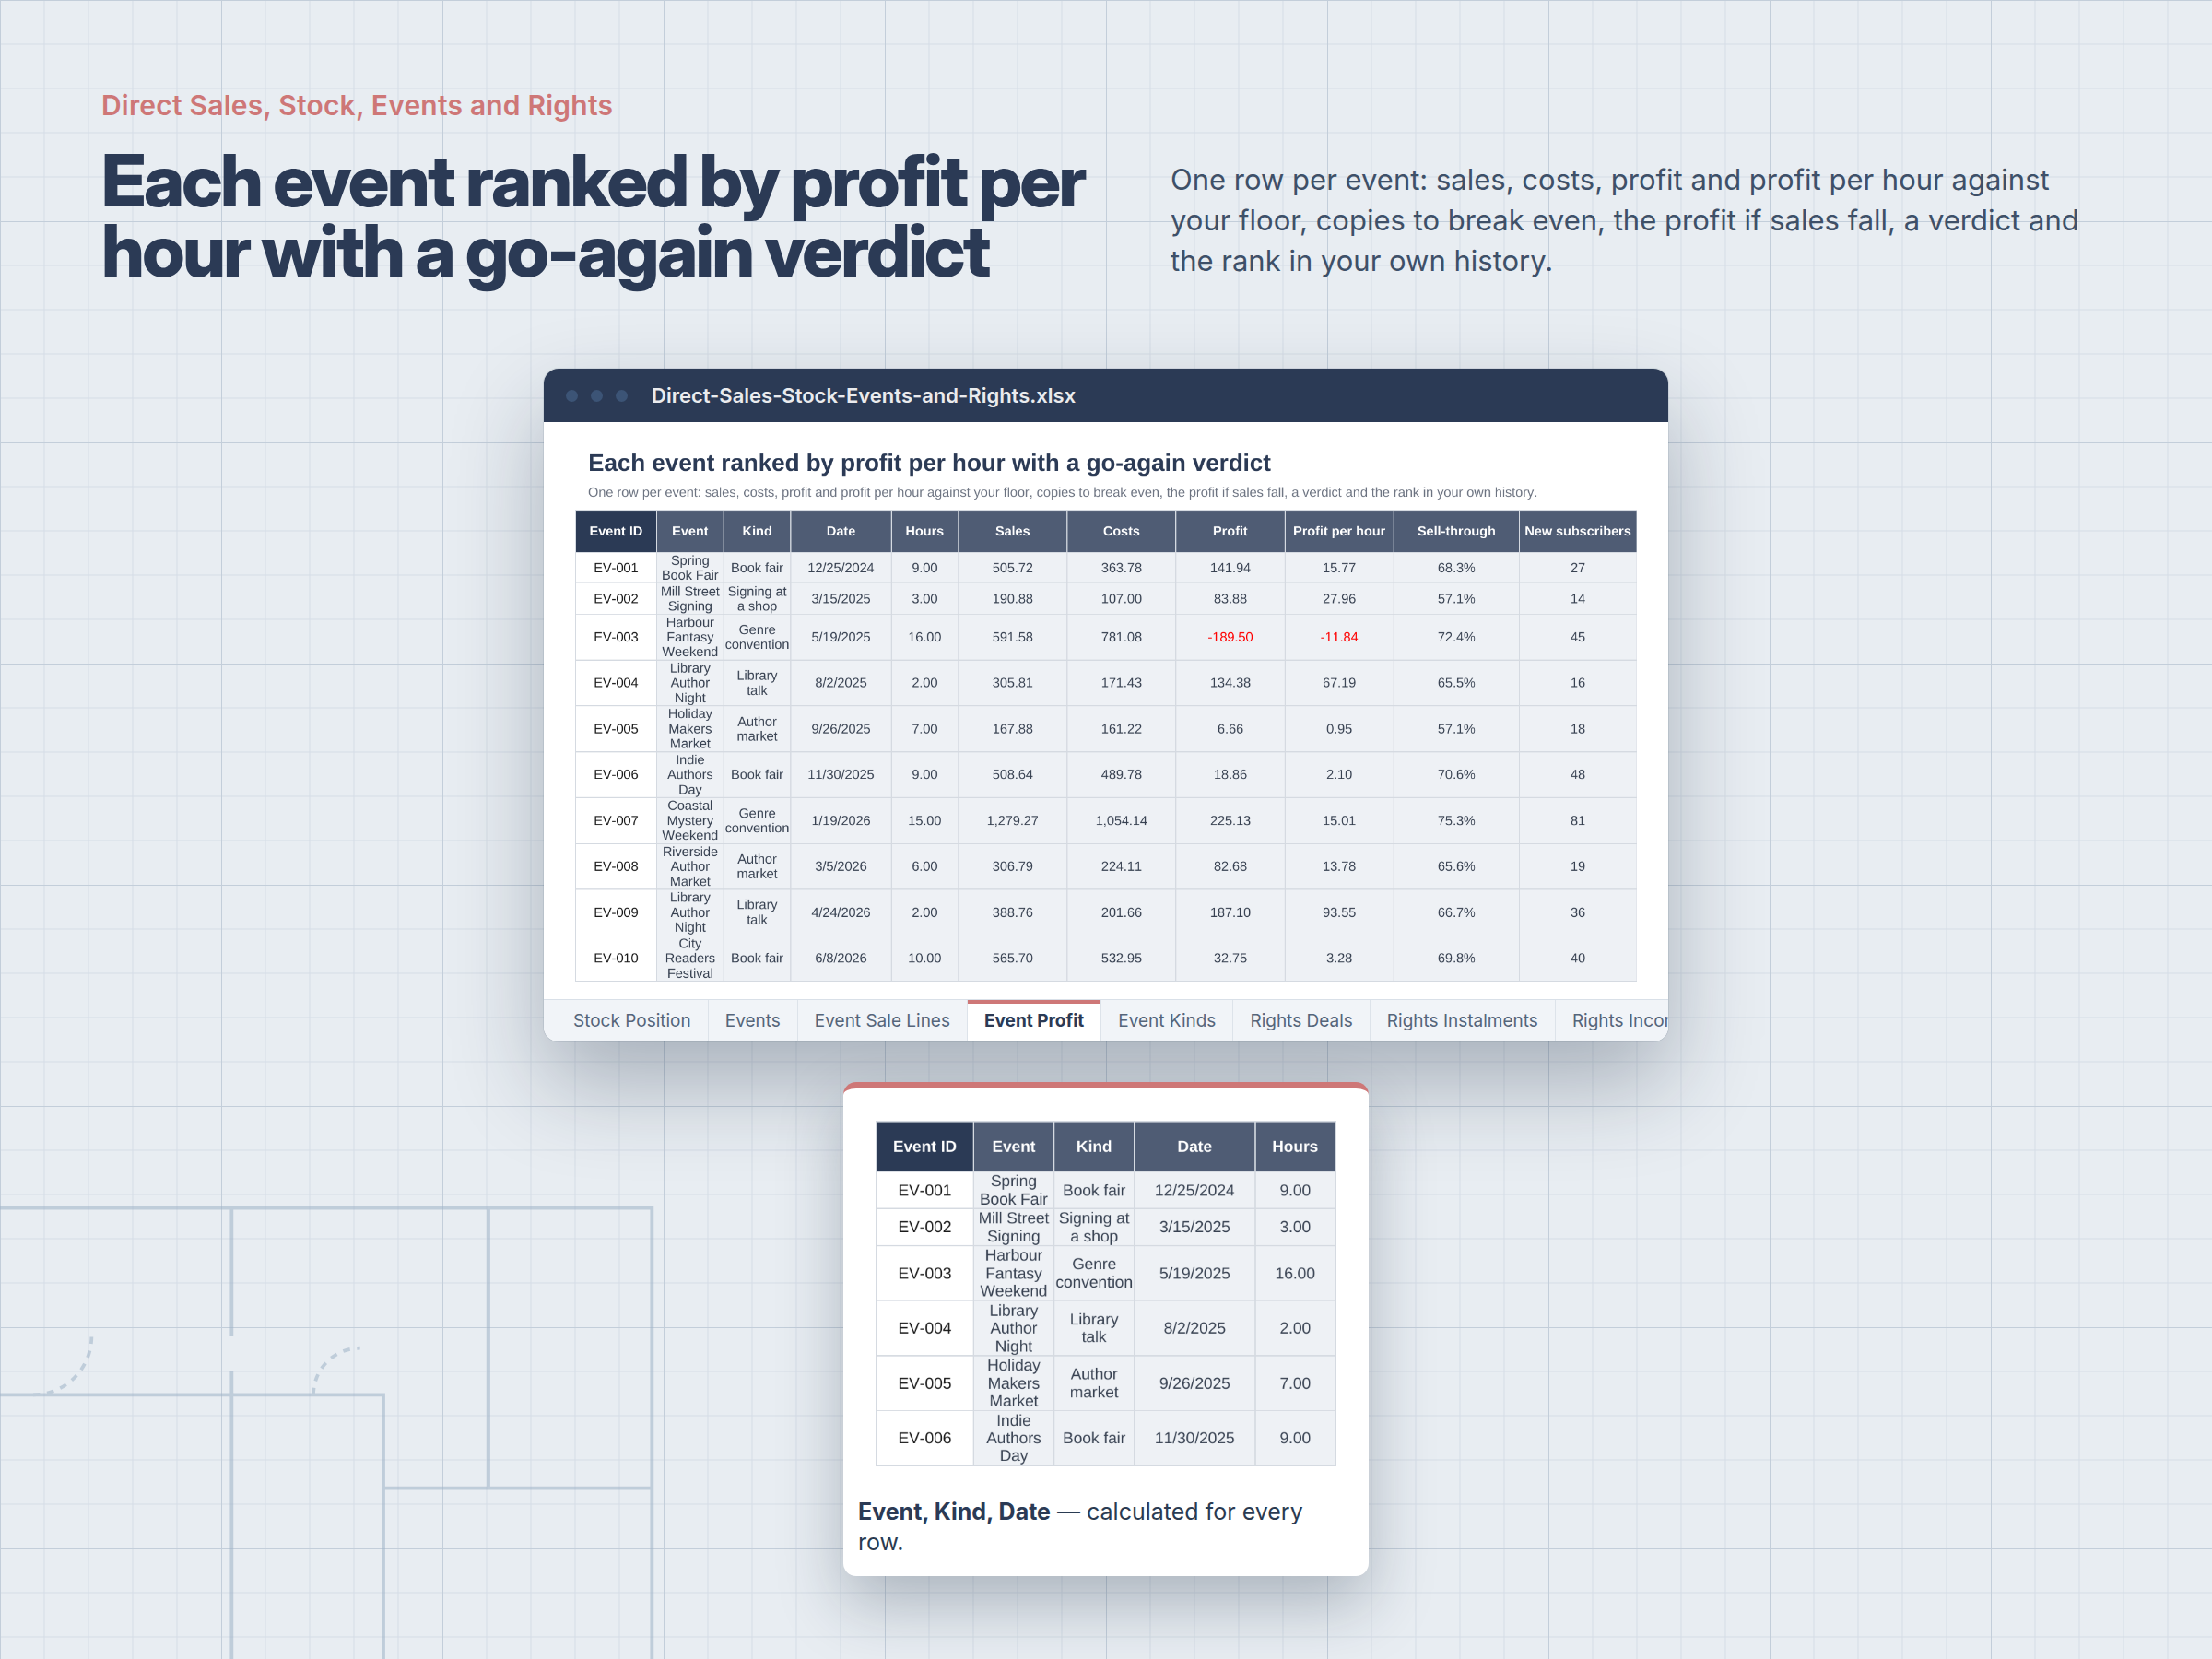 Direct Sales, Stock, Events and Rights
Each event ranked by profit per
hour with a go-again verdict
One row per event: sales, costs, profit and profit per hour against
your floor, copies to break even, the profit if sales fall, a verdict and
the rank in your own history.
Direct-Sales-Stock-Events-and-Rights.xlsx
Each event ranked by profit per hour with a go-again verdict
One row per event: sales, costs, profit and profit per hour against your floor, copies to break even, the profit if sales fall, a verdict and the rank in your own history.
Event ID Event Kind Date Hours Sales Costs Profit Profit per hour Sell-through New subscribers
EV-001 Spring Book Fair Book fair 12/25/2024 9.00 505.72 363.78 141.94 15.77 68.3% 27
EV-002 Mill Street Signing Signing at a shop 3/15/2025 3.00 190.88 107.00 83.88 27.96 57.1% 14
EV-003 Harbour Fantasy Weekend Genre convention 5/19/2025 16.00 591.58 781.08 -189.50 -11.84 72.4% 45
EV-004 Library Author Night Library talk 8/2/2025 2.00 305.81 171.43 134.38 67.19 65.5% 16
EV-005 Holiday Makers Market Author market 9/26/2025 7.00 167.88 161.22 6.66 0.95 57.1% 18
EV-006 Indie Authors Day Book fair 11/30/2025 9.00 508.64 489.78 18.86 2.10 70.6% 48
EV-007 Coastal Mystery Weekend Genre convention 1/19/2026 15.00 1,279.27 1,054.14 225.13 15.01 75.3% 81
EV-008 Riverside Author Market Author market 3/5/2026 6.00 306.79 224.11 82.68 13.78 65.6% 19
EV-009 Library Author Night Library talk 4/24/2026 2.00 388.76 201.66 187.10 93.55 66.7% 36
EV-010 City Readers Festival Book fair 6/8/2026 10.00 565.70 532.95 32.75 3.28 69.8% 40
Stock Position Events Event Sale Lines Event Profit Event Kinds Rights Deals Rights Instalments Rights Incor
Event ID Event Kind Date Hours
EV-001 Spring Book Fair Book fair 12/25/2024 9.00
EV-002 Mill Street Signing Signing at a shop 3/15/2025 3.00
EV-003 Harbour Fantasy Weekend Genre convention 5/19/2025 16.00
EV-004 Library Author Night Library talk 8/2/2025 2.00
EV-005 Holiday Makers Market Author market 9/26/2025 7.00
EV-006 Indie Authors Day Book fair 11/30/2025 9.00
Event, Kind, Date — calculated for every
row.